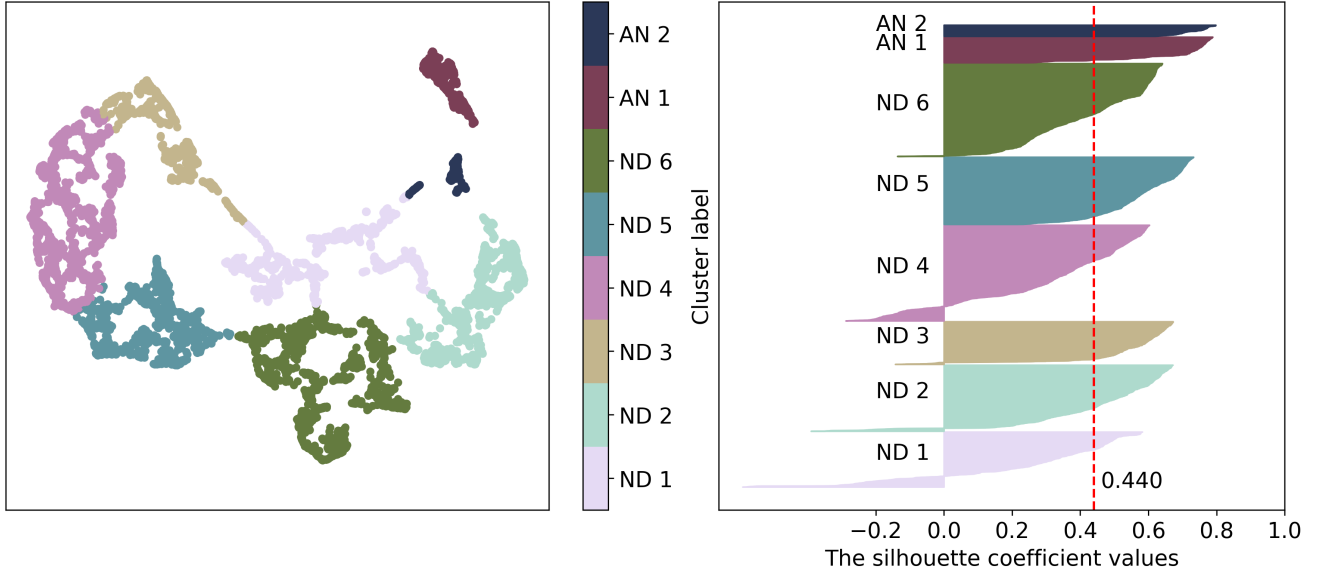 AN 2
AN 1
ND 6
ND 5
ND 4
ND 3
ND 2
ND 1
Cluster label
AN 2
AN 1
ND 6
ND 5
ND 4
ND 3
ND 2
ND 1
0.440
−0.2 0.0 0.2 0.4 0.6 0.8 1.0
The silhouette coefficient values